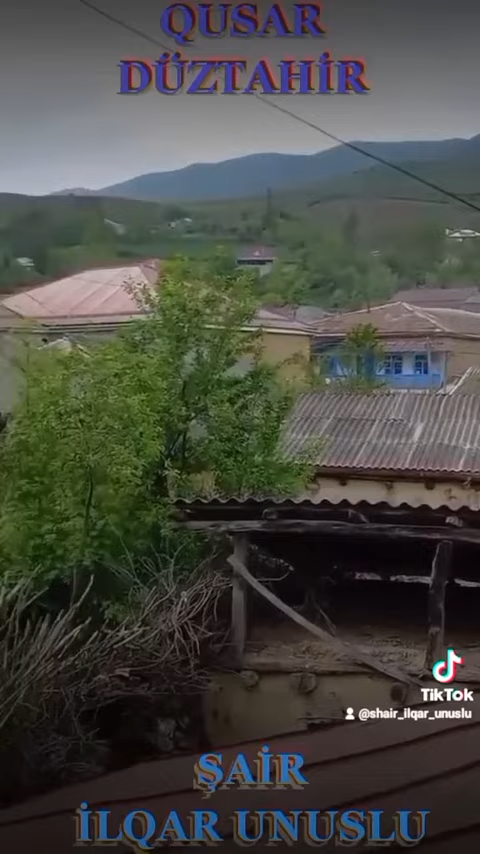 QUSAR
DÜZTAHİR
TikTok
@shair_ilqar_unuslu
ŞAİR
İLQAR UNUSLU